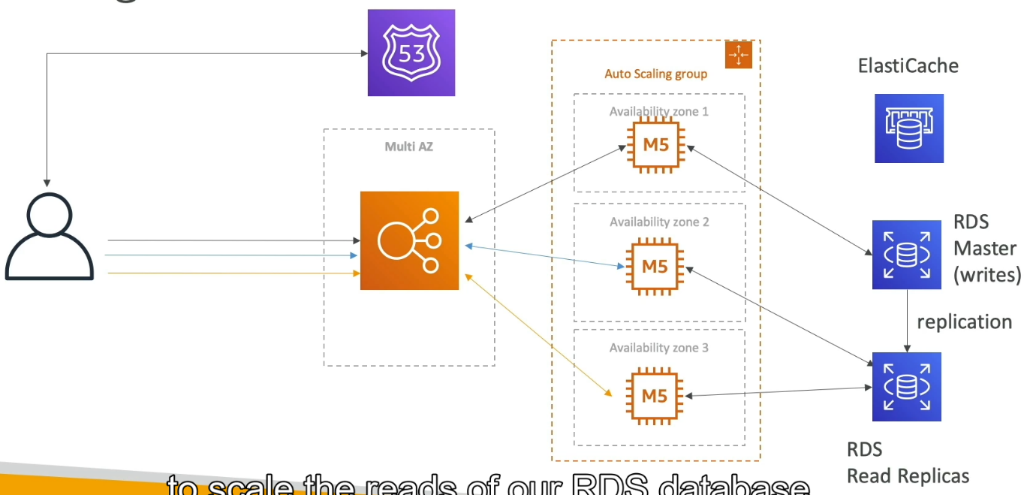 53
Auto Scaling group
ElastiCache
Availability zone 1
M5
Multi AZ
Availability zone 2
M5
RDS
Master
(writes)
replication
Availability zone 3
M5
RDS
Read Replicas
to scale the reads of our RDS database